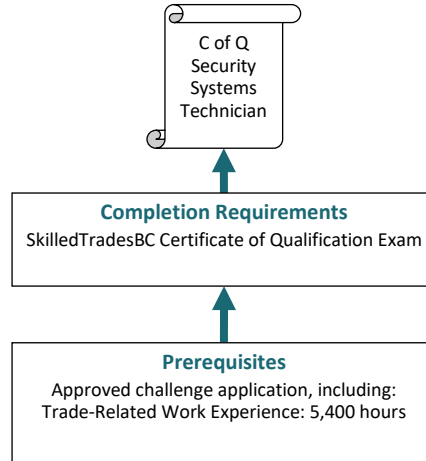 C of Q
Security
Systems
Technician
Completion Requirements
SkilledTradesBC Certificate of Qualification Exam
Prerequisites
Approved challenge application, including:
Trade-Related Work Experience: 5,400 hours